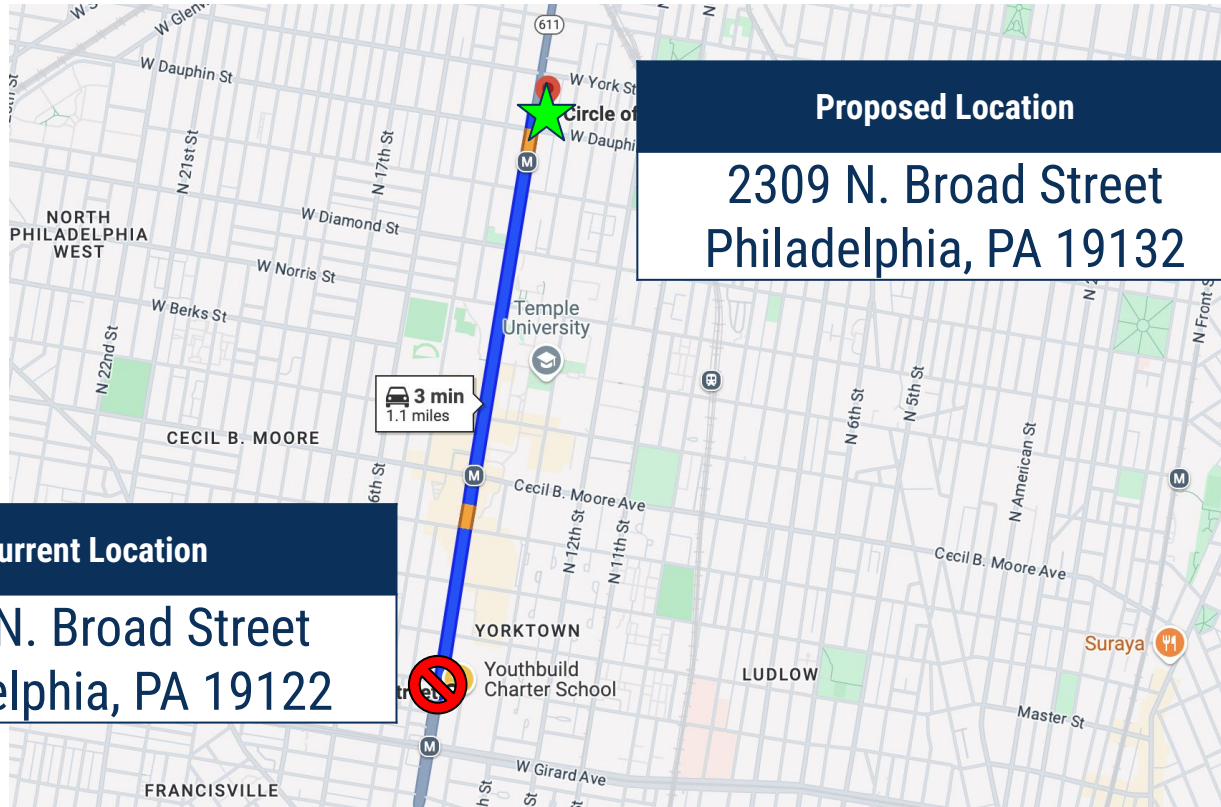 611
W Glenw
W Dauphin St
W York St
Circle of
W Dauphi
M
Proposed Location
2309 N. Broad Street
Philadelphia, PA 19132
N 21st St
N 17th St
NORTH
PHILADELPHIA
WEST
W Diamond St
W Norris St
W Berks St
N 22nd St
Temple
University
N Front S
3 min
1.1 miles
N 6th St
N 5th St
CECIL B. MOORE
6th St
M
Cecil B. Moore Ave
N American St
M
N 12th St
N 11th St
Cecil B. Moore Ave
urrent Location
N. Broad Street
elphia, PA 19122
YORKTOWN
Youthbuild
Charter School
LUDLOW
Suraya
Master St
M
W Girard Ave
FRANCISVILLE